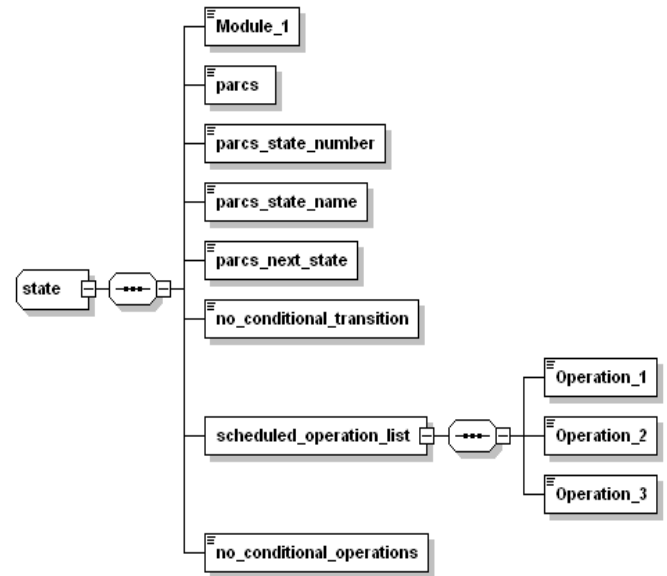 Module_1
parcs
parcs_state_number
parcs_state_name
parcs_next_state
state
no_conditional_transition
Operation_1
scheduled_operation_list
Operation_2
Operation_3
no_conditional_operations